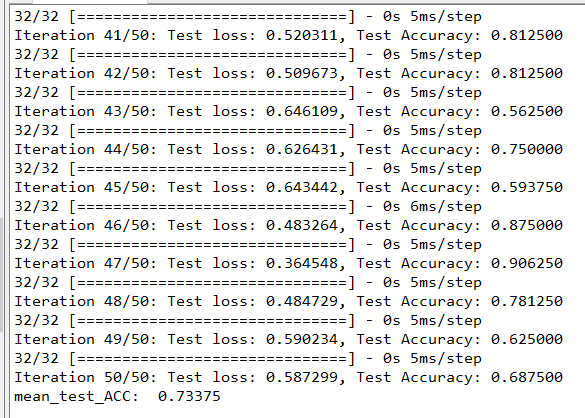 32/32 [==============================] - 0s 5ms/step
Iteration 41/50: Test loss: 0.520311, Test Accuracy: 0.812500
32/32 [==============================] - 0s 5ms/step
Iteration 42/50: Test loss: 0.509673, Test Accuracy: 0.812500
32/32 [==============================] - 0s 5ms/step
Iteration 43/50: Test loss: 0.646109, Test Accuracy: 0.562500
32/32 [==============================] - 0s 5ms/step
Iteration 44/50: Test loss: 0.626431, Test Accuracy: 0.750000
32/32 [==============================] - 0s 5ms/step
Iteration 45/50: Test loss: 0.643442, Test Accuracy: 0.593750
32/32 [==============================] - 0s 6ms/step
Iteration 46/50: Test loss: 0.483264, Test Accuracy: 0.875000
32/32 [==============================] - 0s 5ms/step
Iteration 47/50: Test loss: 0.364548, Test Accuracy: 0.906250
32/32 [==============================] - 0s 5ms/step
Iteration 48/50: Test loss: 0.484729, Test Accuracy: 0.781250
32/32 [==============================] - 0s 5ms/step
Iteration 49/50: Test loss: 0.590234, Test Accuracy: 0.625000
32/32 [==============================] - 0s 5ms/step
Iteration 50/50: Test loss: 0.587299, Test Accuracy: 0.687500
mean_test_ACC:  0.73375